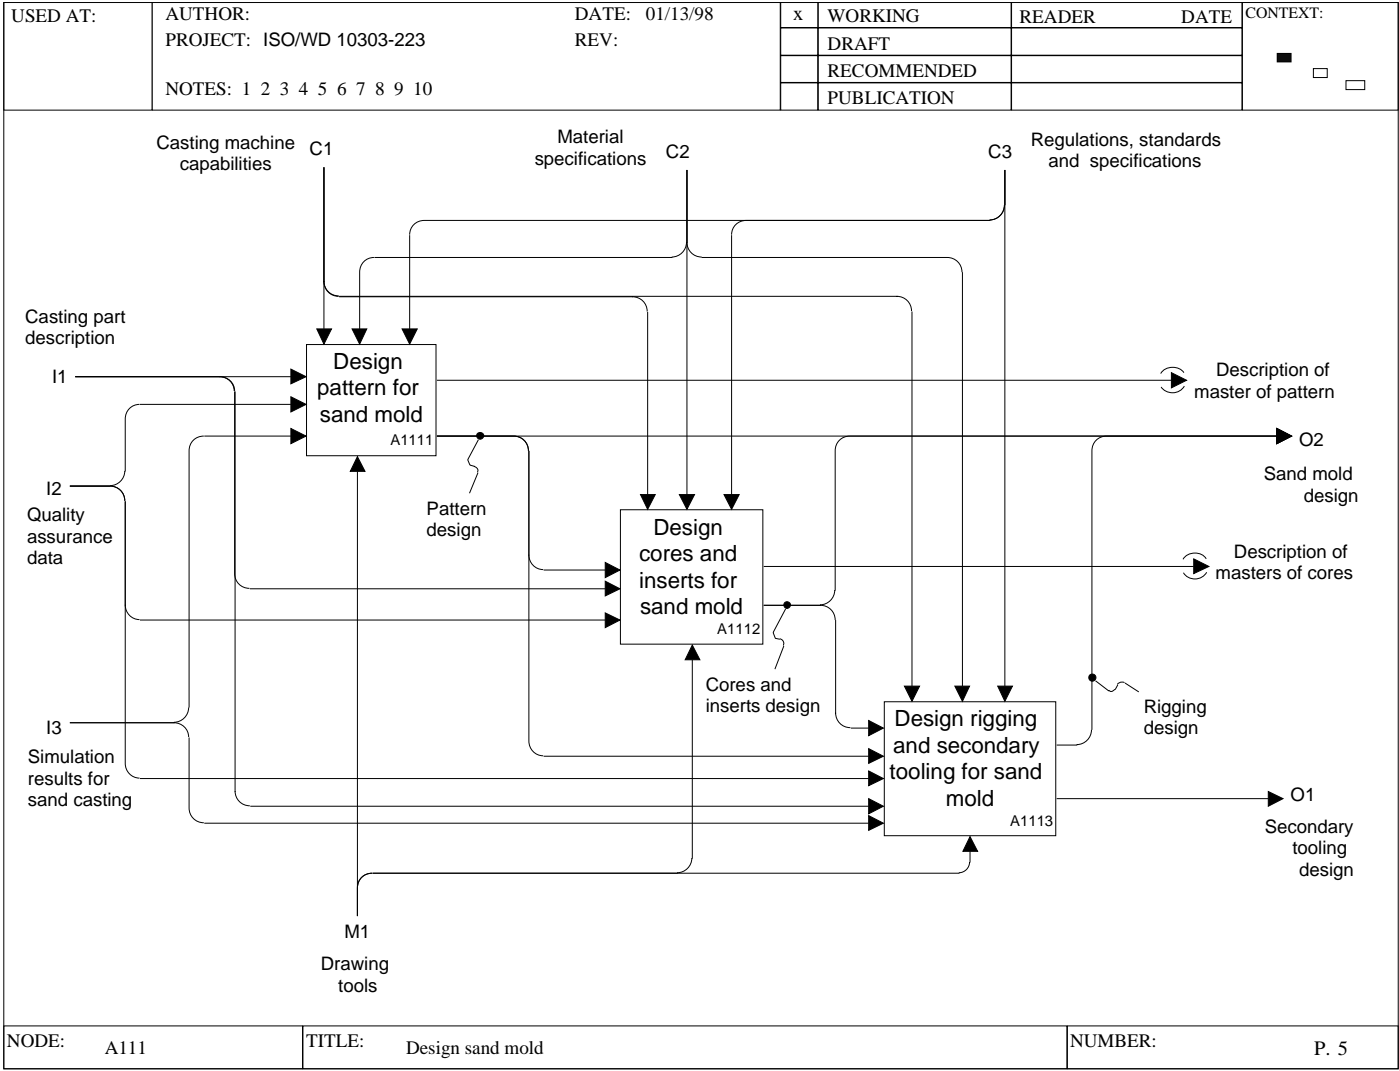 USED AT:
AUTHOR:
DATE: 01/13/98
PROJECT: ISO/WD 10303-223
REV:
NOTES: 1 2 3 4 5 6 7 8 9 10
x WORKING
DRAFT
RECOMMENDED
PUBLICATION
READER DATE
CONTEXT:
Casting machine
capabilities
C1
Material
specifications
C2
C3
Regulations, standards
and specifications
Casting part
description
I1
I2
Quality
assurance
data
I3
Simulation
results for
sand casting
Design
pattern for
sand mold
A1111
Pattern
design
Design
cores and
inserts for
sand mold
A1112
Cores and
inserts design
Design rigging
and secondary
tooling for sand
mold
A1113
Rigging
design
Description of
master of pattern
O2
Sand mold
design
Description of
masters of cores
O1
Secondary
tooling
design
M1
Drawing
tools
NODE: A111
TITLE: Design sand mold
NUMBER: P. 5